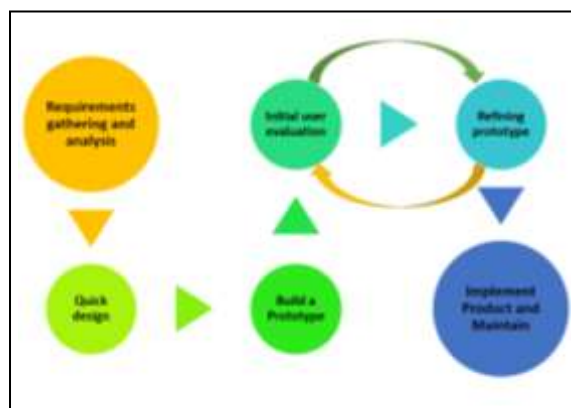 Requirements
gathering and
analysis
Quick
design
Build a
Prototype
Initial user
evaluation
Refining
prototype
Implement
Product and
Maintain